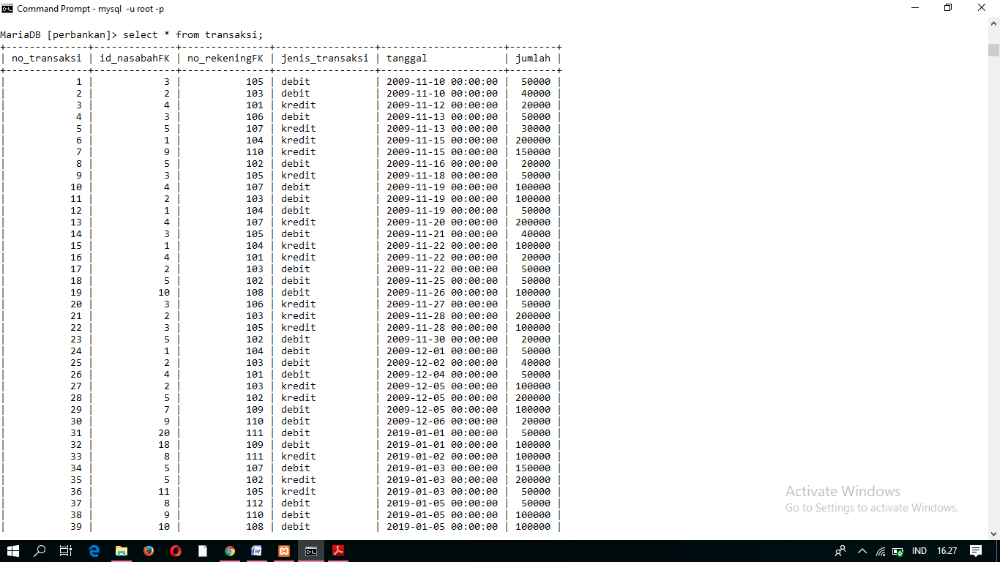 Command Prompt - mysql -u root -p
MariaDB [perbankan]> select * from transaksi;
+--------------+--------------+---------------+-----------------+---------------------+--------+
| no_transaksi | id_nasabahFK | no_rekeningFK | jenis_transaksi | tanggal | jumlah |
+--------------+--------------+---------------+-----------------+---------------------+--------+
| 1 | 3 | 105 | debit | 2009-11-10 00:00:00 | 50000 |
| 2 | 2 | 103 | debit | 2009-11-10 00:00:00 | 40000 |
| 3 | 4 | 101 | kredit | 2009-11-12 00:00:00 | 20000 |
| 4 | 3 | 106 | debit | 2009-11-13 00:00:00 | 50000 |
| 5 | 5 | 107 | kredit | 2009-11-13 00:00:00 | 30000 |
| 6 | 1 | 104 | kredit | 2009-11-15 00:00:00 | 200000 |
| 7 | 9 | 110 | kredit | 2009-11-15 00:00:00 | 150000 |
| 8 | 5 | 102 | debit | 2009-11-16 00:00:00 | 20000 |
| 9 | 3 | 105 | kredit | 2009-11-18 00:00:00 | 50000 |
| 10 | 4 | 107 | debit | 2009-11-19 00:00:00 | 100000 |
| 11 | 2 | 103 | debit | 2009-11-19 00:00:00 | 100000 |
| 12 | 1 | 104 | debit | 2009-11-19 00:00:00 | 50000 |
| 13 | 4 | 107 | kredit | 2009-11-20 00:00:00 | 200000 |
| 14 | 3 | 105 | debit | 2009-11-21 00:00:00 | 40000 |
| 15 | 1 | 104 | kredit | 2009-11-22 00:00:00 | 100000 |
| 16 | 4 | 101 | kredit | 2009-11-22 00:00:00 | 20000 |
| 17 | 2 | 103 | debit | 2009-11-22 00:00:00 | 50000 |
| 18 | 5 | 102 | debit | 2009-11-25 00:00:00 | 50000 |
| 19 | 10 | 108 | debit | 2009-11-26 00:00:00 | 100000 |
| 20 | 3 | 106 | kredit | 2009-11-27 00:00:00 | 50000 |
| 21 | 2 | 103 | kredit | 2009-11-28 00:00:00 | 200000 |
| 22 | 3 | 105 | kredit | 2009-11-28 00:00:00 | 100000 |
| 23 | 5 | 102 | debit | 2009-11-30 00:00:00 | 20000 |
| 24 | 1 | 104 | debit | 2009-12-01 00:00:00 | 50000 |
| 25 | 2 | 103 | debit | 2009-12-02 00:00:00 | 40000 |
| 26 | 4 | 101 | debit | 2009-12-04 00:00:00 | 50000 |
| 27 | 2 | 103 | kredit | 2009-12-05 00:00:00 | 100000 |
| 28 | 5 | 102 | kredit | 2009-12-05 00:00:00 | 200000 |
| 29 | 7 | 109 | debit | 2009-12-05 00:00:00 | 100000 |
| 30 | 9 | 110 | debit | 2009-12-06 00:00:00 | 20000 |
| 31 | 20 | 111 | debit | 2019-01-01 00:00:00 | 50000 |
| 32 | 18 | 109 | debit | 2019-01-01 00:00:00 | 100000 |
| 33 | 8 | 111 | kredit | 2019-01-02 00:00:00 | 100000 |
| 34 | 5 | 107 | debit | 2019-01-03 00:00:00 | 150000 |
| 35 | 5 | 102 | kredit | 2019-01-03 00:00:00 | 200000 |
| 36 | 11 | 105 | kredit | 2019-01-03 00:00:00 | 50000 |
| 37 | 8 | 112 | debit | 2019-01-05 00:00:00 | 50000 |
| 38 | 9 | 110 | debit | 2019-01-05 00:00:00 | 100000 |
| 39 | 10 | 108 | debit | 2019-01-05 00:00:00 | 100000 |
Activate Windows
Go to Settings to activate Windows.
IND 16.27